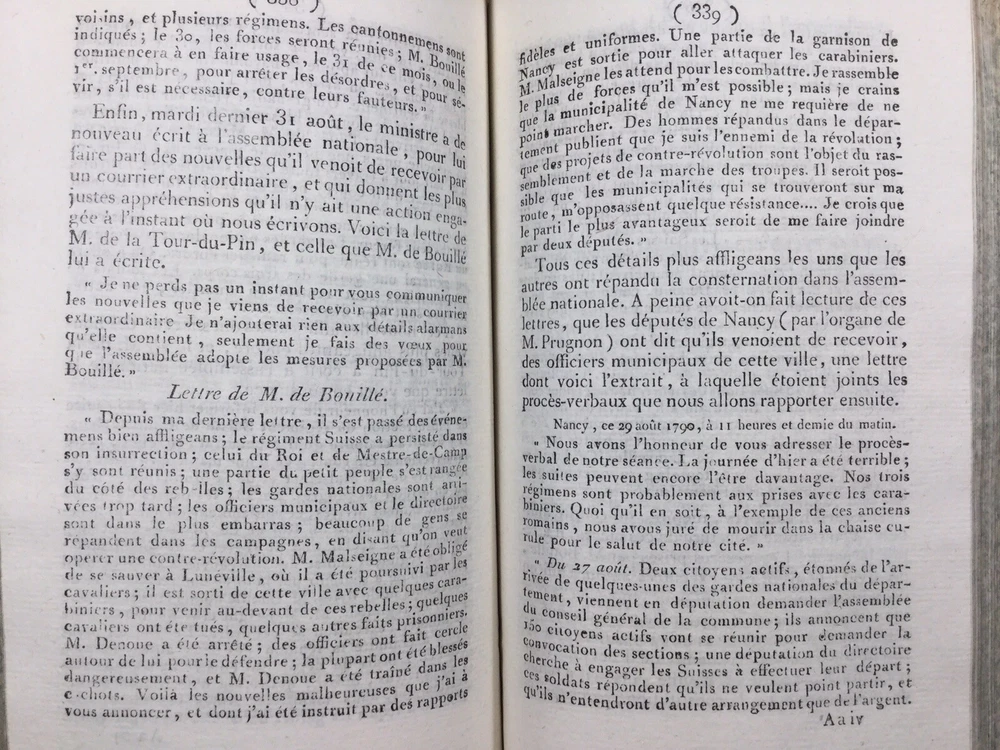 voisins, et plusieurs régimens. Les cantonnemens sont
indiqués; le 30, les forces seront réunies; M. Bouillé
commencera à en faire usage, le 31 de ce mois, ou le
1er. septembre, pour arrêter les désordres, et pour sé-
vir, s'il est nécessaire, contre leurs fauteurs. »
Enfin, mardi dernier 31 août, le ministre a de
nouveau écrit à l'assemblée nationale, pour lui
faire part des nouvelles qu'il venoit de recevoir par
un courrier extraordinaire, et qui donnent les plus
justes appréhensions qu'il n'y ait une action enga-
gée à l'instant où nous écrivons. Voici la lettre de
M. de la Tour-du-Pin, et celle que M. de Bouillé
lui a écrite.
« Je ne perds pas un instant pour vous communiquer
les nouvelles que je viens de recevoir par un courrier
extraordinaire Je n'ajouterai rien aux détails alarmans
qu'elle contient, seulement je fais des vœux pour
que l'assemblée adopte les mesures proposées par M.
Bouillé. »
Lettre de M. de Bouillé.
« Depuis ma dernière lettre, il s'est passé des événe-
mens bien affligeans; le régiment Suisse a persisté dans
son insurrection; celui du Roi et de Mestre-de-Camp
s'y sont réunis; une partie du petit peuple s'est rangée
du côté des rebelles; les gardes nationales sont arri-
vées trop tard; les officiers municipaux et le directoire
sont dans le plus embarras; beaucoup de gens se
répandent dans les campagnes, en disant qu'on veut
opérer une contre-révolution. M. Malseigne a été obligé
de se sauver à Lunéville, où il a été poursuivi par les
cavaliers; il est sorti de cette ville avec quelques cara-
biniers, pour venir au-devant de ces rebelles; quelques
cavaliers ont été tués, quelques autres faits prisonniers.
M. Denoue a été arrêté; des officiers ont fait cercle
autour de lui pour le défendre; la plupart ont été blessés
dangereusement, et M. Denoue a été traîné dans les
cachots. Voilà les nouvelles malheureuses que j'ai à
vous annoncer, et dont j'ai été instruit par des rapports
( 339 )
fidèles et uniformes. Une partie de la garnison de
Nancy est sortie pour aller attaquer les carabiniers.
M. Malseigne les attend pour les combattre. Je rassemble
le plus de forces qu'il m'est possible; mais je crains
que la municipalité de Nancy ne me requière de ne
point marcher. Des hommes répandus dans le dépar-
tement publient que je suis l'ennemi de la révolution;
que des projets de contre-révolution sont l'objet du ras-
semblement et de la marche des troupes. Il seroit pos-
sible que les municipalités qui se trouveront sur ma
route, m'opposassent quelque résistance.... Je crois que
le parti le plus avantageux seroit de me faire joindre
par deux députés. »
Tous ces détails plus affligeans les uns que les
autres ont répandu la consternation dans l'assem-
blée nationale. A peine avoit-on fait lecture de ces
lettres, que les députés de Nancy ( par l'organe de
M. Prugnon ) ont dit qu'ils venoient de recevoir,
des officiers municipaux de cette ville, une lettre
dont voici l'extrait, à laquelle étoient joints les
procès-verbaux que nous allons rapporter ensuite.
Nancy, ce 29 août 1790, à 11 heures et demie du matin.
« Nous avons l'honneur de vous adresser le procès-
verbal de notre séance. La journée d'hier a été terrible;
les suites peuvent encore l'être davantage. Nos trois
régimens sont probablement aux prises avec les cara-
biniers. Quoi qu'il en soit, à l'exemple de ces anciens
romains, nous avons juré de mourir dans la chaise cu-
rule pour le salut de notre cité. »
« Du 27 août. Deux citoyens actifs, étonnés de l'ar-
rivée de quelques-unes des gardes nationales du dépar-
tement, viennent en députation demander l'assemblée
du conseil général de la commune; ils annoncent que
150 citoyens actifs vont se réunir pour demander la
convocation des sections; une députation du directoire
cherche à engager les Suisses à effectuer leur départ;
ces soldats répondent qu'ils ne veulent point partir, et
qu'ils n'entendront d'autre arrangement que de l'argent.
A a iv